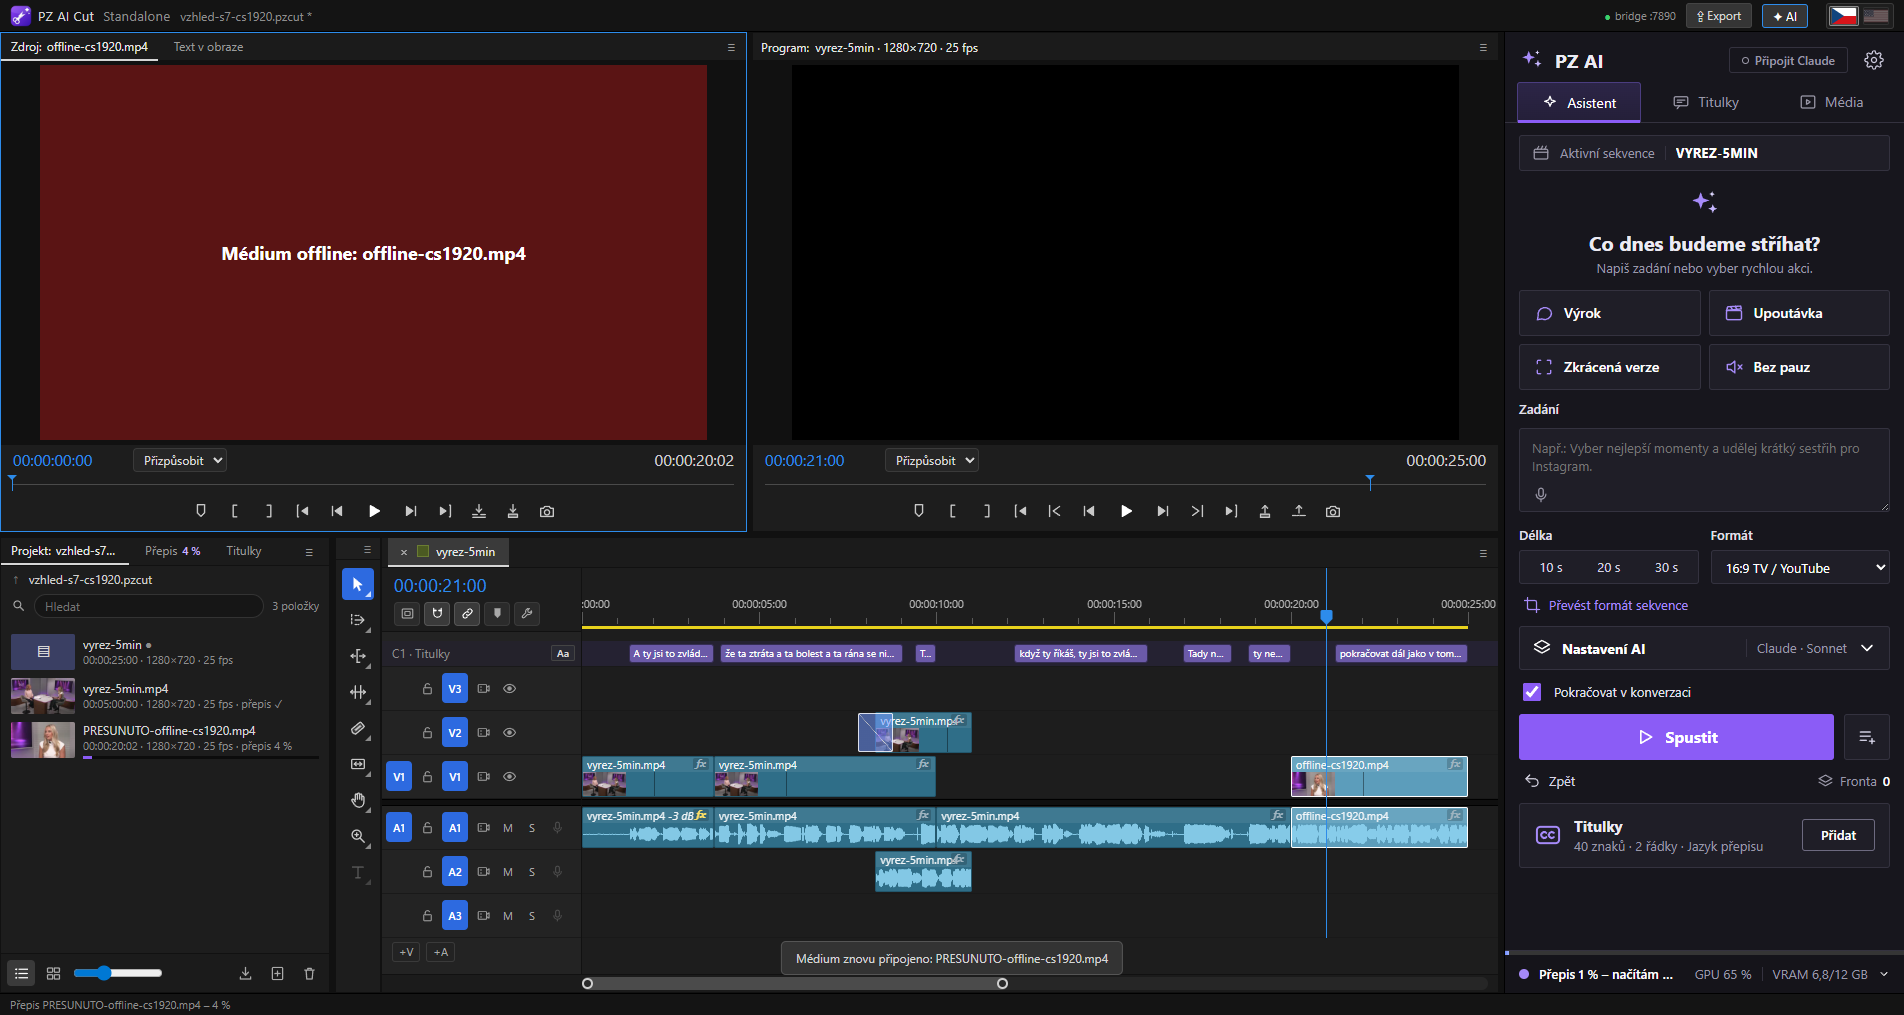 PZ AI Cut Standalone vzhled-s7-cs1920.pzcut *
bridge :7890 Export AI
Zdroj: offline-cs1920.mp4 Text v obraze
Médium offline: offline-cs1920.mp4
00:00:00:00 Přizpůsobit 00:00:20:02
Program: vyrez-5min · 1280×720 · 25 fps
00:00:21:00 Přizpůsobit 00:00:25:00
Projekt: vzhled-s7... Přepis 4 % Titulky
vzhled-s7-cs1920.pzcut
Hledat 3 položky
vyrez-5min
00:00:25:00 · 1280×720 · 25 fps
vyrez-5min.mp4
00:05:00:00 · 1280×720 · 25 fps · přepis ✓
PRESUNUTO-offline-cs1920.mp4
00:00:20:02 · 1280×720 · 25 fps · přepis 4 %
× vyrez-5min
00:00:21:00
:00:00 00:00:05:00 00:00:10:00 00:00:15:00 00:00:20:00 00:00:25:00
C1 · Titulky Aa
A ty jsi to zvlád... že ta ztráta a ta bolest a ta rána se ni... T... když ty říkáš, ty jsi to zvlá... Tady n... ty ne... pokračovat dál jako v tom...
V3
V2 vyrez-5min.mp4 fx
V1 V1 vyrez-5min.mp4 fx vyrez-5min.mp4 fx offline-cs1920.mp4 fx
A1 A1 M S vyrez-5min.mp4 -3 dB fx vyrez-5min.mp4 fx vyrez-5min.mp4 fx offline-cs1920.mp4 fx
A2 M S vyrez-5min.mp4 fx
A3 M S
+V +A
Médium znovu připojeno: PRESUNUTO-offline-cs1920.mp4
Přepis PRESUNUTO-offline-cs1920.mp4 – 4 %
PZ AI Připojit Claude
Asistent Titulky Média
Aktivní sekvence VYREZ-5MIN
Co dnes budeme stříhat?
Napiš zadání nebo vyber rychlou akci.
Výrok Upoutávka
Zkrácená verze Bez pauz
Zadání
Např.: Vyber nejlepší momenty a udělej krátký sestřih pro
Instagram.
Délka Formát
10 s 20 s 30 s 16:9 TV / YouTube
Převést formát sekvence
Nastavení AI Claude · Sonnet
Pokračovat v konverzaci
Spustit
Zpět Fronta 0
CC Titulky
40 znaků · 2 řádky · Jazyk přepisu
Přidat
Přepis 1 % – načítám ... GPU 65 % VRAM 6,8/12 GB